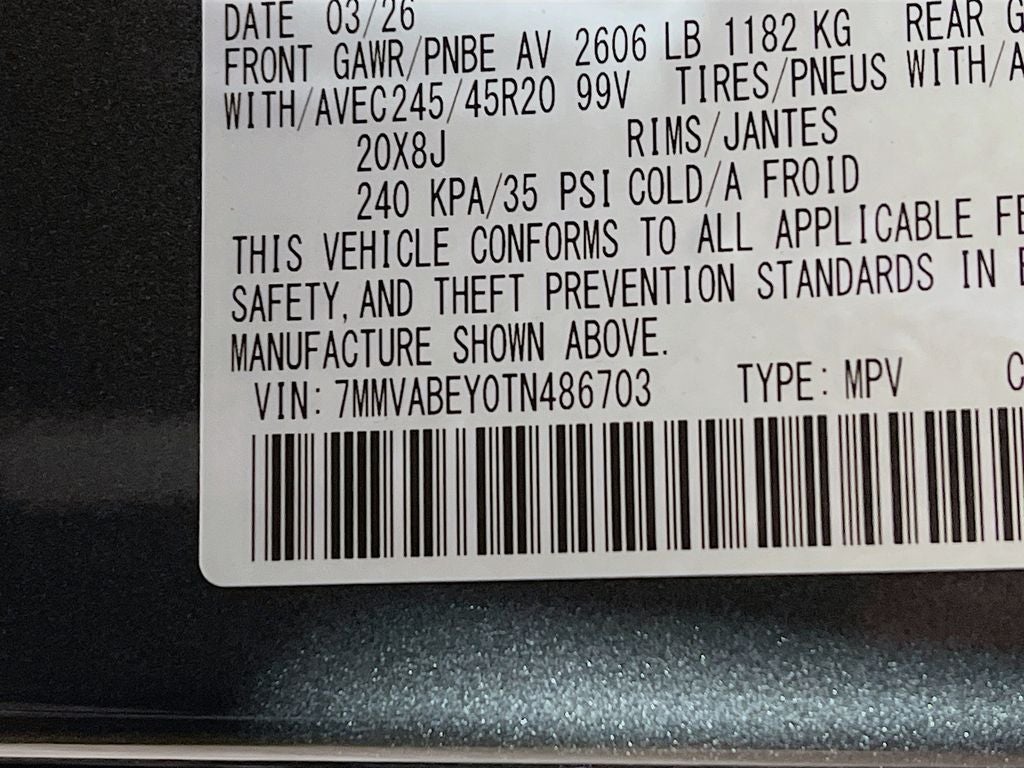 DATE 03/26
FRONT GAWR/PNBE AV 2606 LB 1182 KG REAR G
WITH/AVEC245/45R20 99V TIRES/PNEUS WITH/A
20X8J RIMS/JANTES
240 KPA/35 PSI COLD/A FROID
THIS VEHICLE CONFORMS TO ALL APPLICABLE FE
SAFETY, AND THEFT PREVENTION STANDARDS IN E
MANUFACTURE SHOWN ABOVE.
VIN: 7MMVABEY0TN486703 TYPE: MPV C